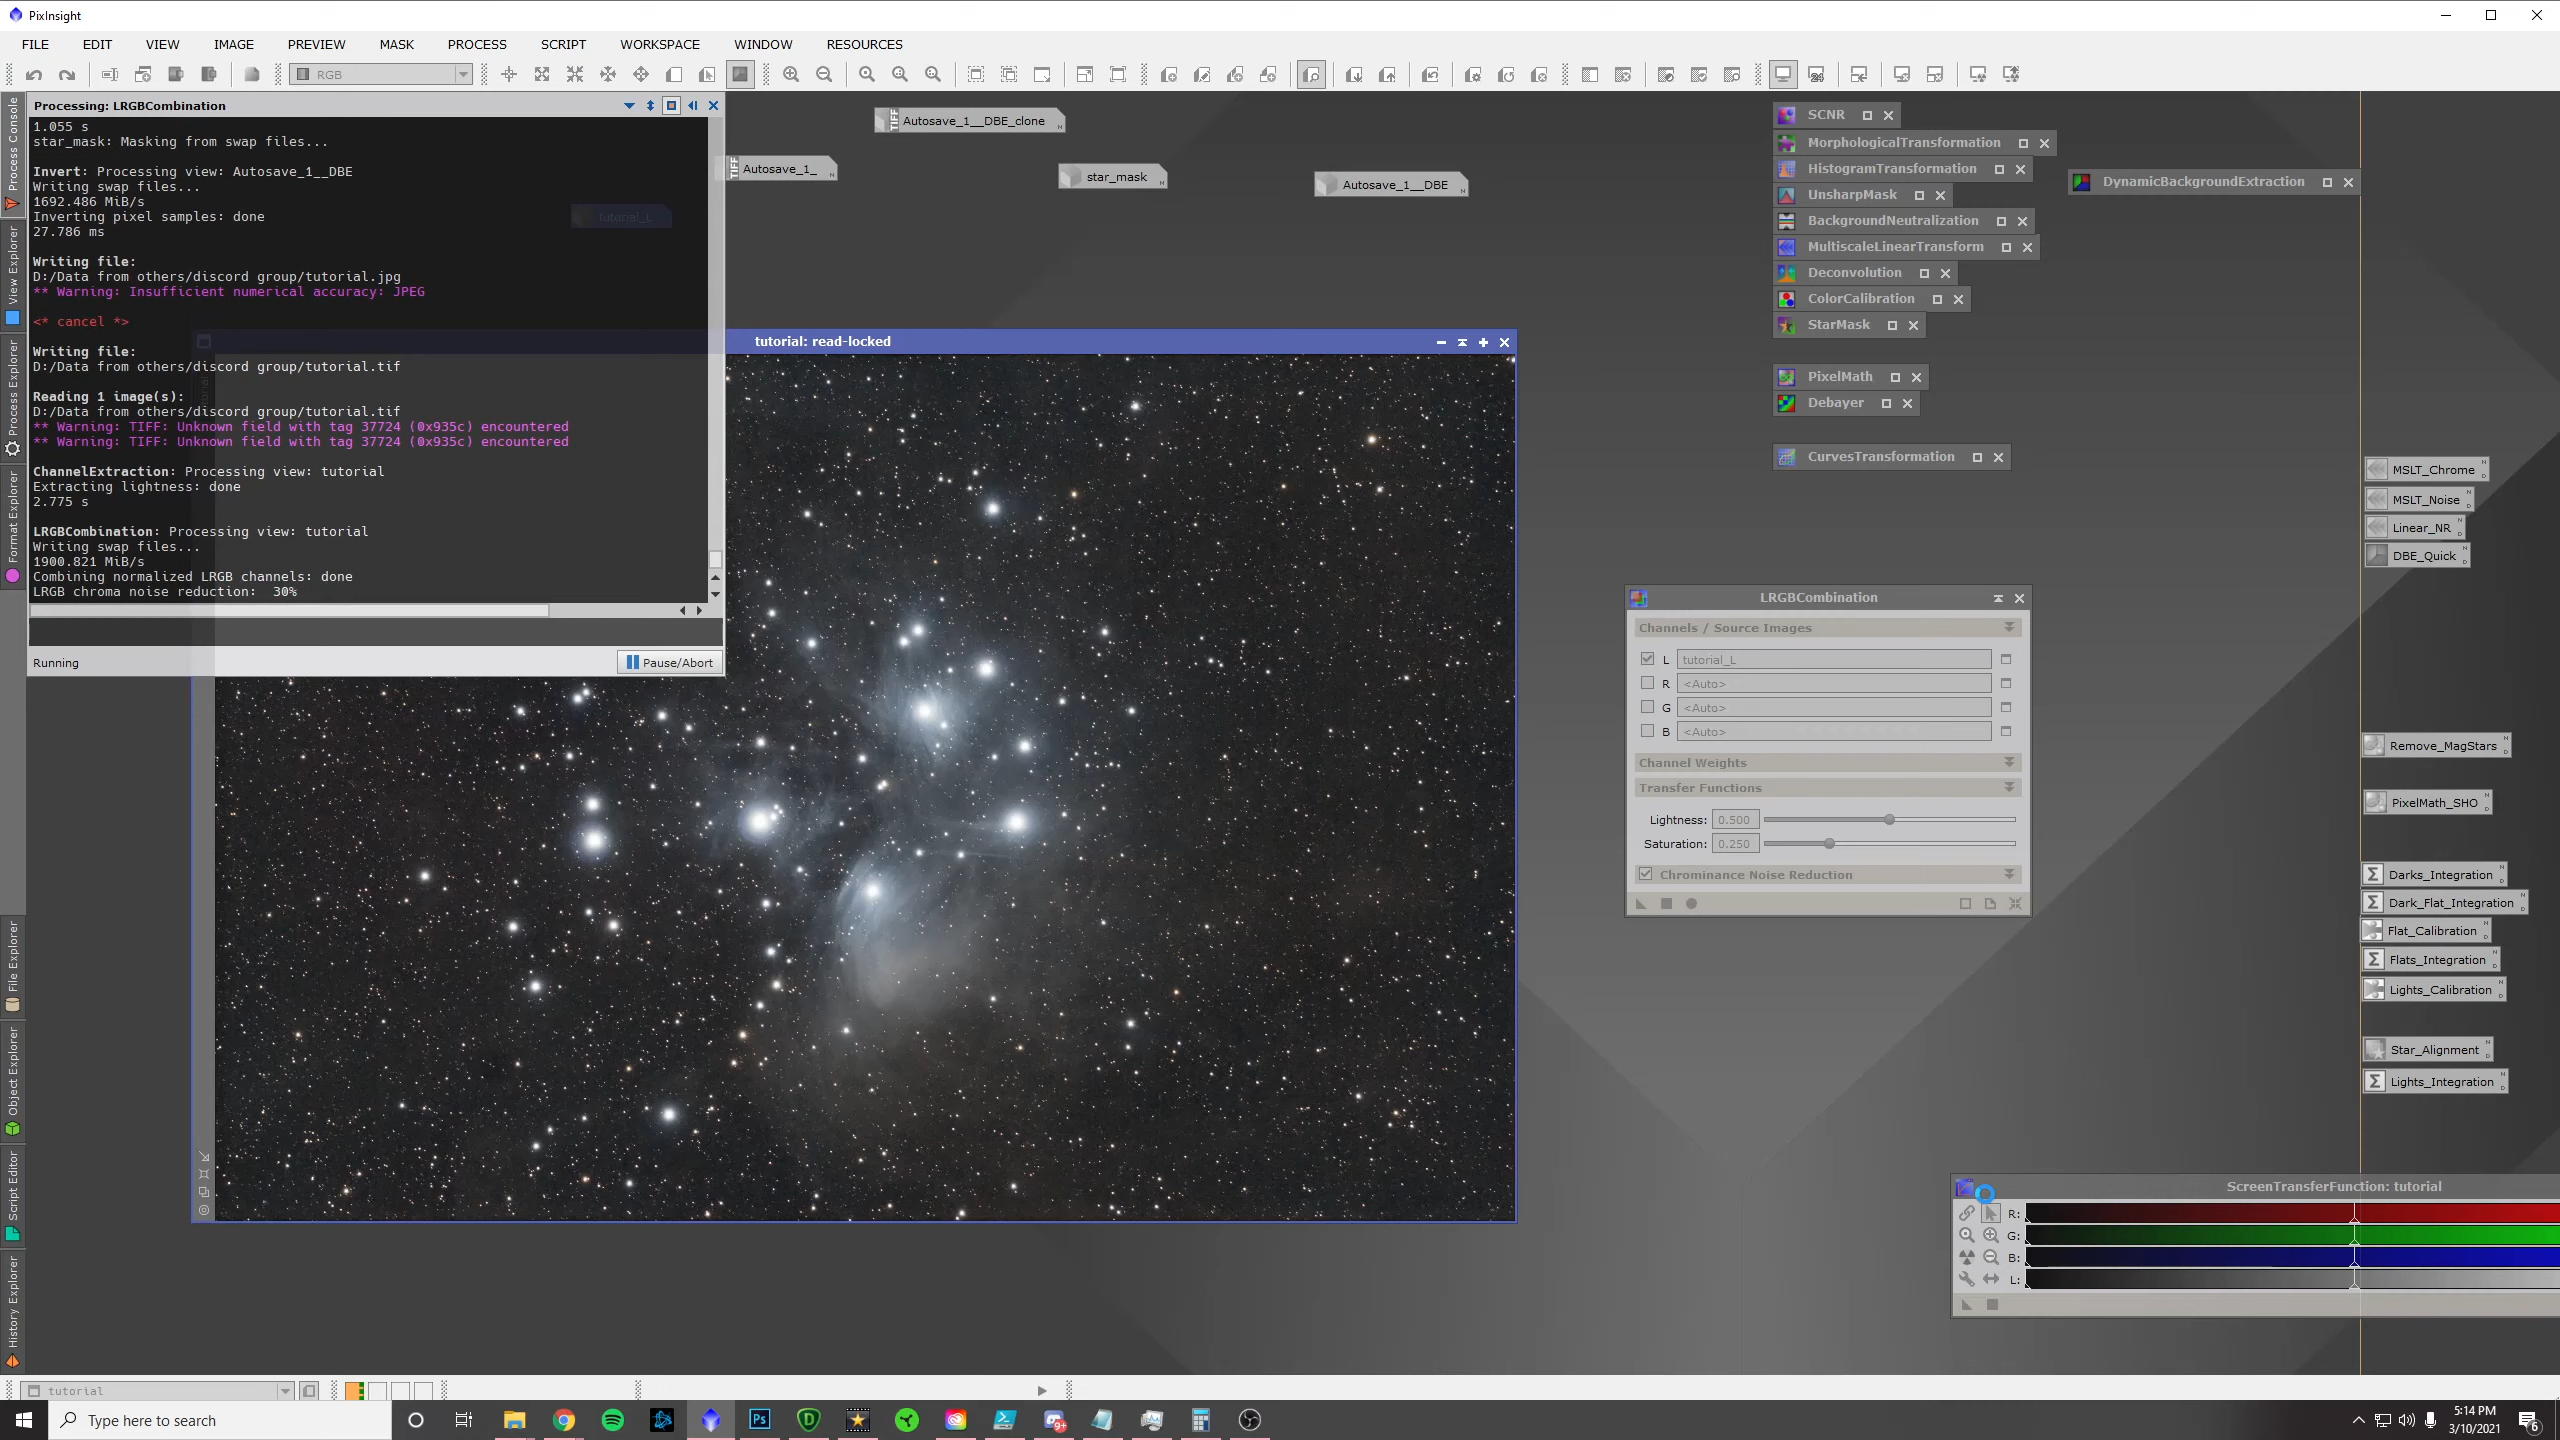 PixInsight
FILE EDIT VIEW IMAGE PREVIEW MASK PROCESS SCRIPT WORKSPACE WINDOW RESOURCES
RGB
Processing: LRGBCombination
1.055 s
star_mask: Masking from swap files...
Invert: Processing view: Autosave_1__DBE
Writing swap files...
1692.486 MiB/s
Inverting pixel samples: done
27.786 ms
Writing file:
D:/Data from others/discord group/tutorial.jpg
** Warning: Insufficient numerical accuracy: JPEG
<* cancel *>
Writing file:
D:/Data from others/discord group/tutorial.tif
Reading 1 image(s):
D:/Data from others/discord group/tutorial.tif
** Warning: TIFF: Unknown field with tag 37724 (0x935c) encountered
** Warning: TIFF: Unknown field with tag 37724 (0x935c) encountered
ChannelExtraction: Processing view: tutorial
Extracting lightness: done
2.775 s
LRGBCombination: Processing view: tutorial
Writing swap files...
1900.821 MiB/s
Combining normalized LRGB channels: done
LRGB chroma noise reduction: 30%
Running
Pause/Abort
Process Console
View Explorer
Process Explorer
Format Explorer
File Explorer
Object Explorer
Script Editor
History Explorer
tutorial_L
TIFF Autosave_1__DBE_clone
TIFF Autosave_1_
star_mask
Autosave_1__DBE
tutorial: read-locked
SCNR
MorphologicalTransformation
HistogramTransformation
UnsharpMask
BackgroundNeutralization
MultiscaleLinearTransform
Deconvolution
ColorCalibration
StarMask
PixelMath
Debayer
CurvesTransformation
DynamicBackgroundExtraction
MSLT_Chrome
MSLT_Noise
Linear_NR
DBE_Quick
Remove_MagStars
PixelMath_SHO
Darks_Integration
Dark_Flat_Integration
Flat_Calibration
Flats_Integration
Lights_Calibration
Star_Alignment
Lights_Integration
LRGBCombination
Channels / Source Images
L tutorial_L
R <Auto>
G <Auto>
B <Auto>
Channel Weights
Transfer Functions
Lightness: 0.500
Saturation: 0.250
Chrominance Noise Reduction
ScreenTransferFunction: tutorial
R:
G:
B:
L:
tutorial
Type here to search
Ps
9+
5:14 PM
3/10/2021
6